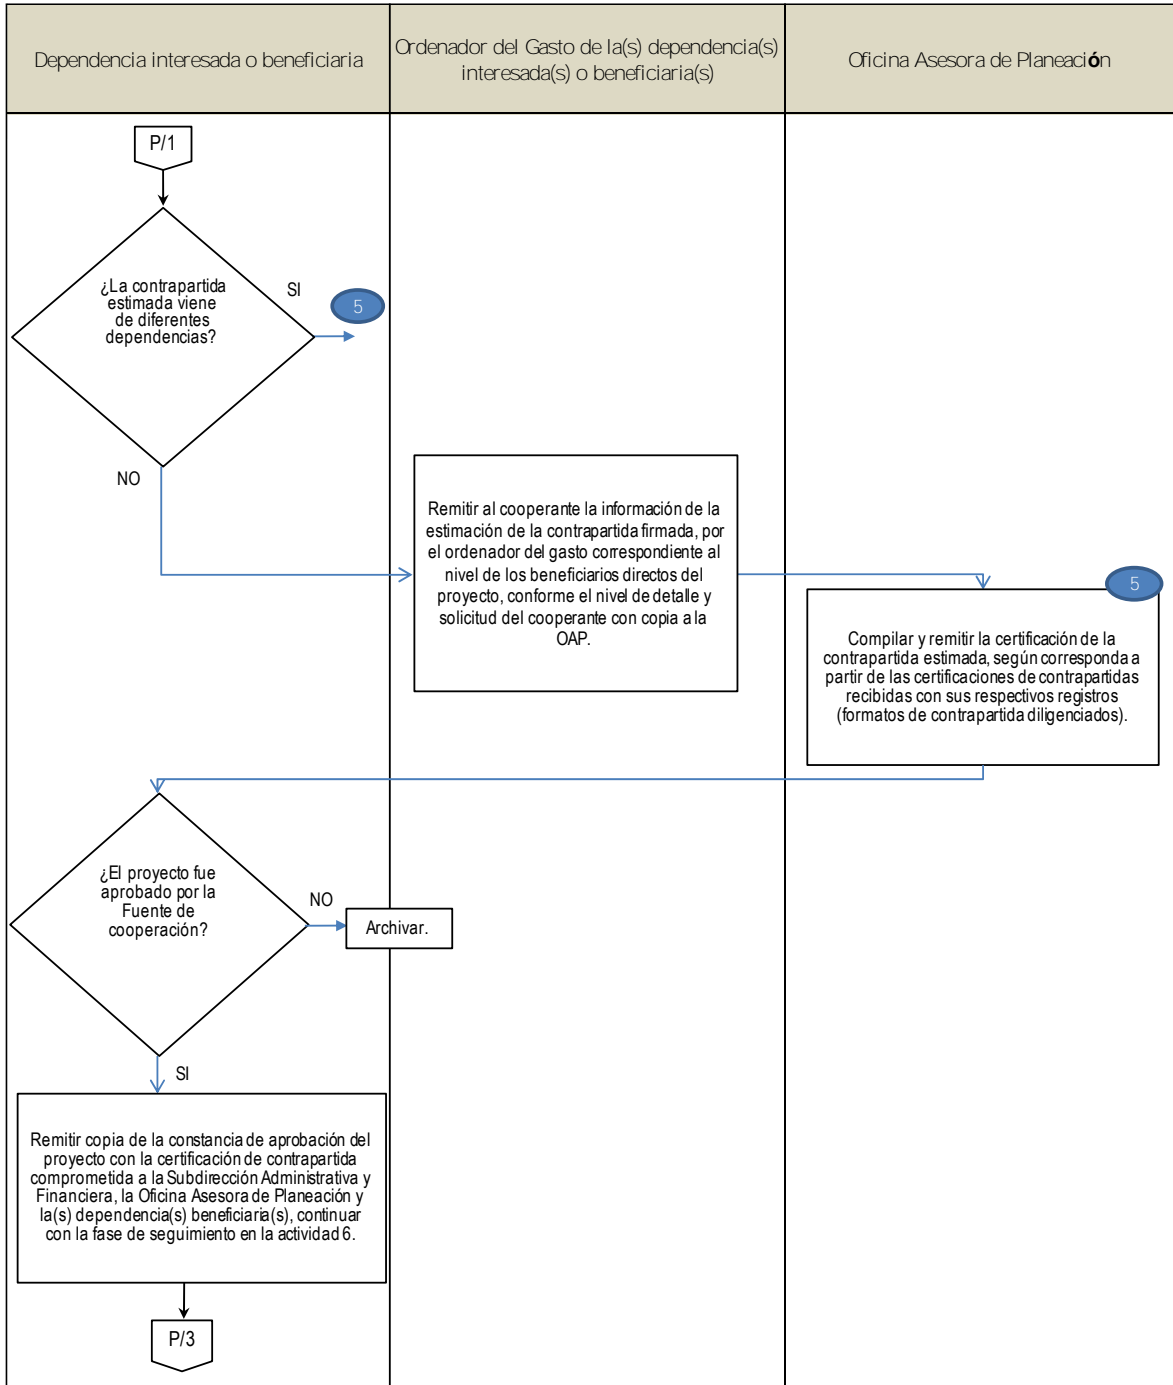 Dependencia interesada o beneficiaria
Ordenador del Gasto de la(s) dependencia(s)
interesada(s) o beneficiaria(s)
Oficina Asesora de Planeación
P/1
¿La contrapartida
estimada viene
de diferentes
dependencias?
SI
5
NO
Remitir al cooperante la información de la
estimación de la contrapartida firmada, por
el ordenador del gasto correspondiente al
nivel de los beneficiarios directos del
proyecto, conforme el nivel de detalle y
solicitud del cooperante con copia a la
OAP.
5
Compilar y remitir la certificación de la
contrapartida estimada, según corresponda a
partir de las certificaciones de contrapartidas
recibidas con sus respectivos registros
(formatos de contrapartida diligenciados).
¿El proyecto fue
aprobado por la
Fuente de
cooperación?
NO
Archivar.
SI
Remitir copia de la constancia de aprobación del
proyecto con la certificación de contrapartida
comprometida a la Subdirección Administrativa y
Financiera, la Oficina Asesora de Planeación y
la(s) dependencia(s) beneficiaria(s), continuar
con la fase de seguimiento en la actividad 6.
P/3